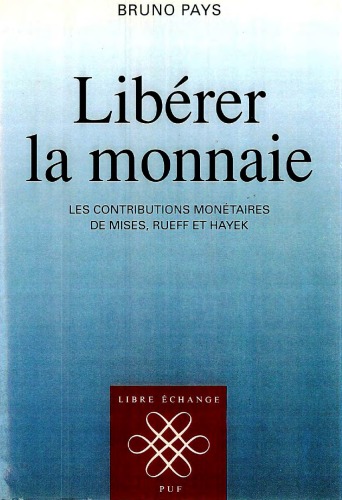 BRUNO PAYS
Libérer
la monnaie
LES CONTRIBUTIONS MONÉTAIRES
DE MISES, RUEFF ET HAYEK
LIBRE ÉCHANGE
PUF